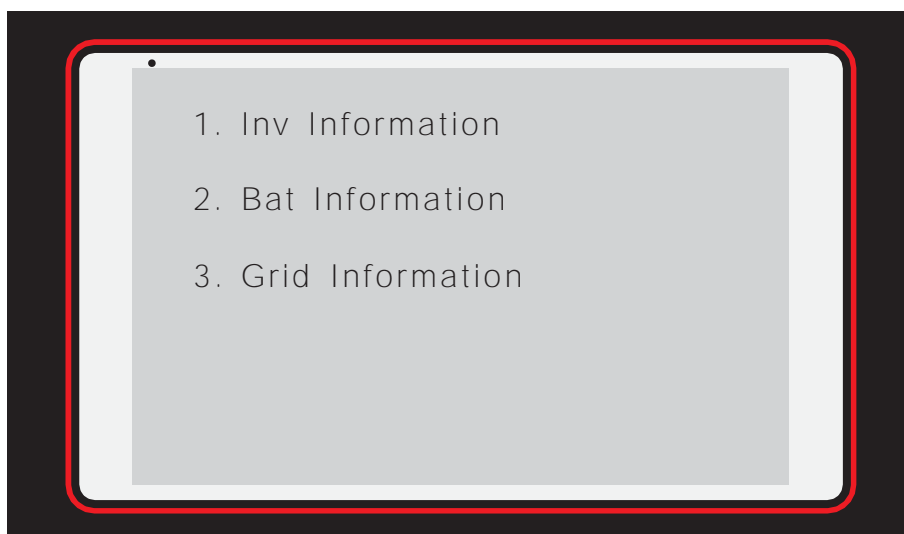 1. Inv Information
2. Bat Information
3. Grid Information